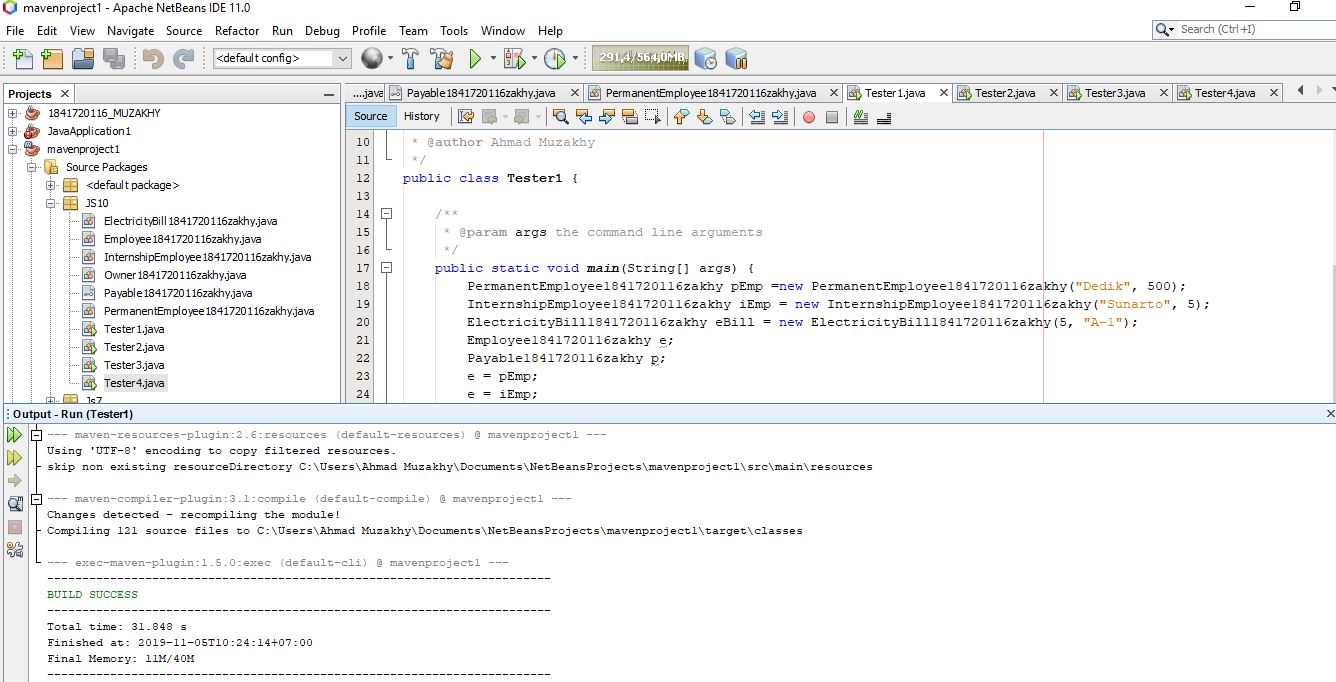 mavenproject1 - Apache NetBeans IDE 11.0
File Edit View Navigate Source Refactor Run Debug Profile Team Tools Window Help
Search (Ctrl+I)
<default config>
291,4/564,0MB
Projects
1841720116_MUZAKHY
JavaApplication1
mavenproject1
Source Packages
<default package>
JS10
ElectricityBill1841720116zakhy.java
Employee1841720116zakhy.java
InternshipEmployee1841720116zakhy.java
Owner1841720116zakhy.java
Payable1841720116zakhy.java
PermanentEmployee1841720116zakhy.java
Tester1.java
Tester2.java
Tester3.java
Tester4.java
Js7
....java Payable1841720116zakhy.java PermanentEmployee1841720116zakhy.java Tester1.java Tester2.java Tester3.java Tester4.java
Source History
10 * @author Ahmad Muzakhy
11 */
12 public class Tester1 {
13
14 /**
15 * @param args the command line arguments
16 */
17 public static void main(String[] args) {
18 PermanentEmployee1841720116zakhy pEmp =new PermanentEmployee1841720116zakhy("Dedik", 500);
19 InternshipEmployee1841720116zakhy iEmp = new InternshipEmployee1841720116zakhy("Sunarto", 5);
20 ElectricityBill1841720116zakhy eBill = new ElectricityBill1841720116zakhy(5, "A-1");
21 Employee1841720116zakhy e;
22 Payable1841720116zakhy p;
23 e = pEmp;
24 e = iEmp;
Output - Run (Tester1)
--- maven-resources-plugin:2.6:resources (default-resources) @ mavenproject1 ---
Using 'UTF-8' encoding to copy filtered resources.
skip non existing resourceDirectory C:\Users\Ahmad Muzakhy\Documents\NetBeansProjects\mavenproject1\src\main\resources
--- maven-compiler-plugin:3.1:compile (default-compile) @ mavenproject1 ---
Changes detected - recompiling the module!
Compiling 121 source files to C:\Users\Ahmad Muzakhy\Documents\NetBeansProjects\mavenproject1\target\classes
--- exec-maven-plugin:1.5.0:exec (default-cli) @ mavenproject1 ---
------------------------------------------------------------------------
BUILD SUCCESS
------------------------------------------------------------------------
Total time: 31.848 s
Finished at: 2019-11-05T10:24:14+07:00
Final Memory: 11M/40M
------------------------------------------------------------------------